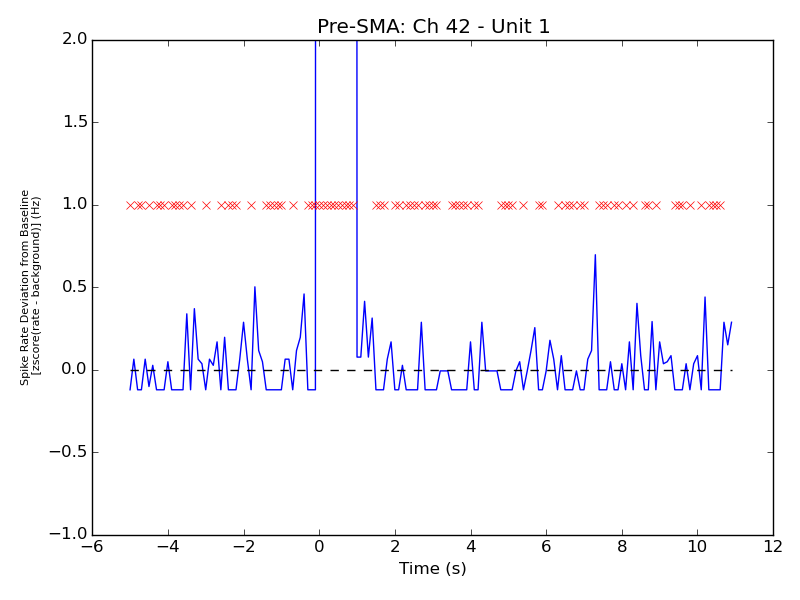 Pre-SMA: Ch 42 - Unit 1
2.0
1.5
1.0
0.5
0.0
−0.5
−1.0
Spike Rate Deviation from Baseline
[zscore(rate - background)] (Hz)
−6 −4 −2 0 2 4 6 8 10 12
Time (s)